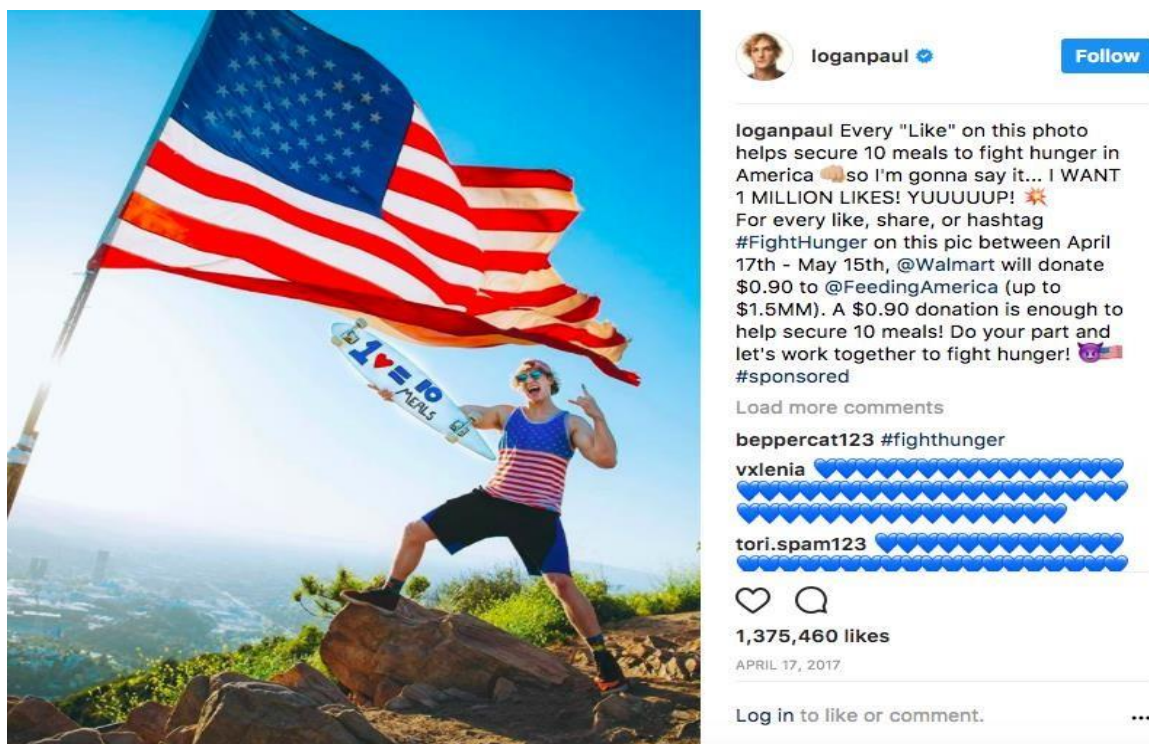 1♥=10
MEALS
loganpaul
Follow
loganpaul Every "Like" on this photo
helps secure 10 meals to fight hunger in
America 👊🏼so I'm gonna say it... I WANT
1 MILLION LIKES! YUUUUUP! 💥
For every like, share, or hashtag
#FightHunger on this pic between April
17th - May 15th, @Walmart will donate
$0.90 to @FeedingAmerica (up to
$1.5MM). A $0.90 donation is enough to
help secure 10 meals! Do your part and
let's work together to fight hunger! 😈🇺🇸
#sponsored
Load more comments
beppercat123 #fighthunger
vxlenia 💙💙💙💙💙💙💙💙💙💙💙💙💙💙💙
💙💙💙💙💙💙💙💙💙💙💙💙💙💙💙💙💙💙💙
💙💙💙💙💙💙💙💙💙💙💙💙💙💙💙💙
tori.spam123 💙💙💙💙💙💙💙💙💙💙💙💙
💙💙💙💙💙💙💙💙💙💙💙💙💙💙💙💙💙💙💙
1,375,460 likes
APRIL 17, 2017
Log in to like or comment.